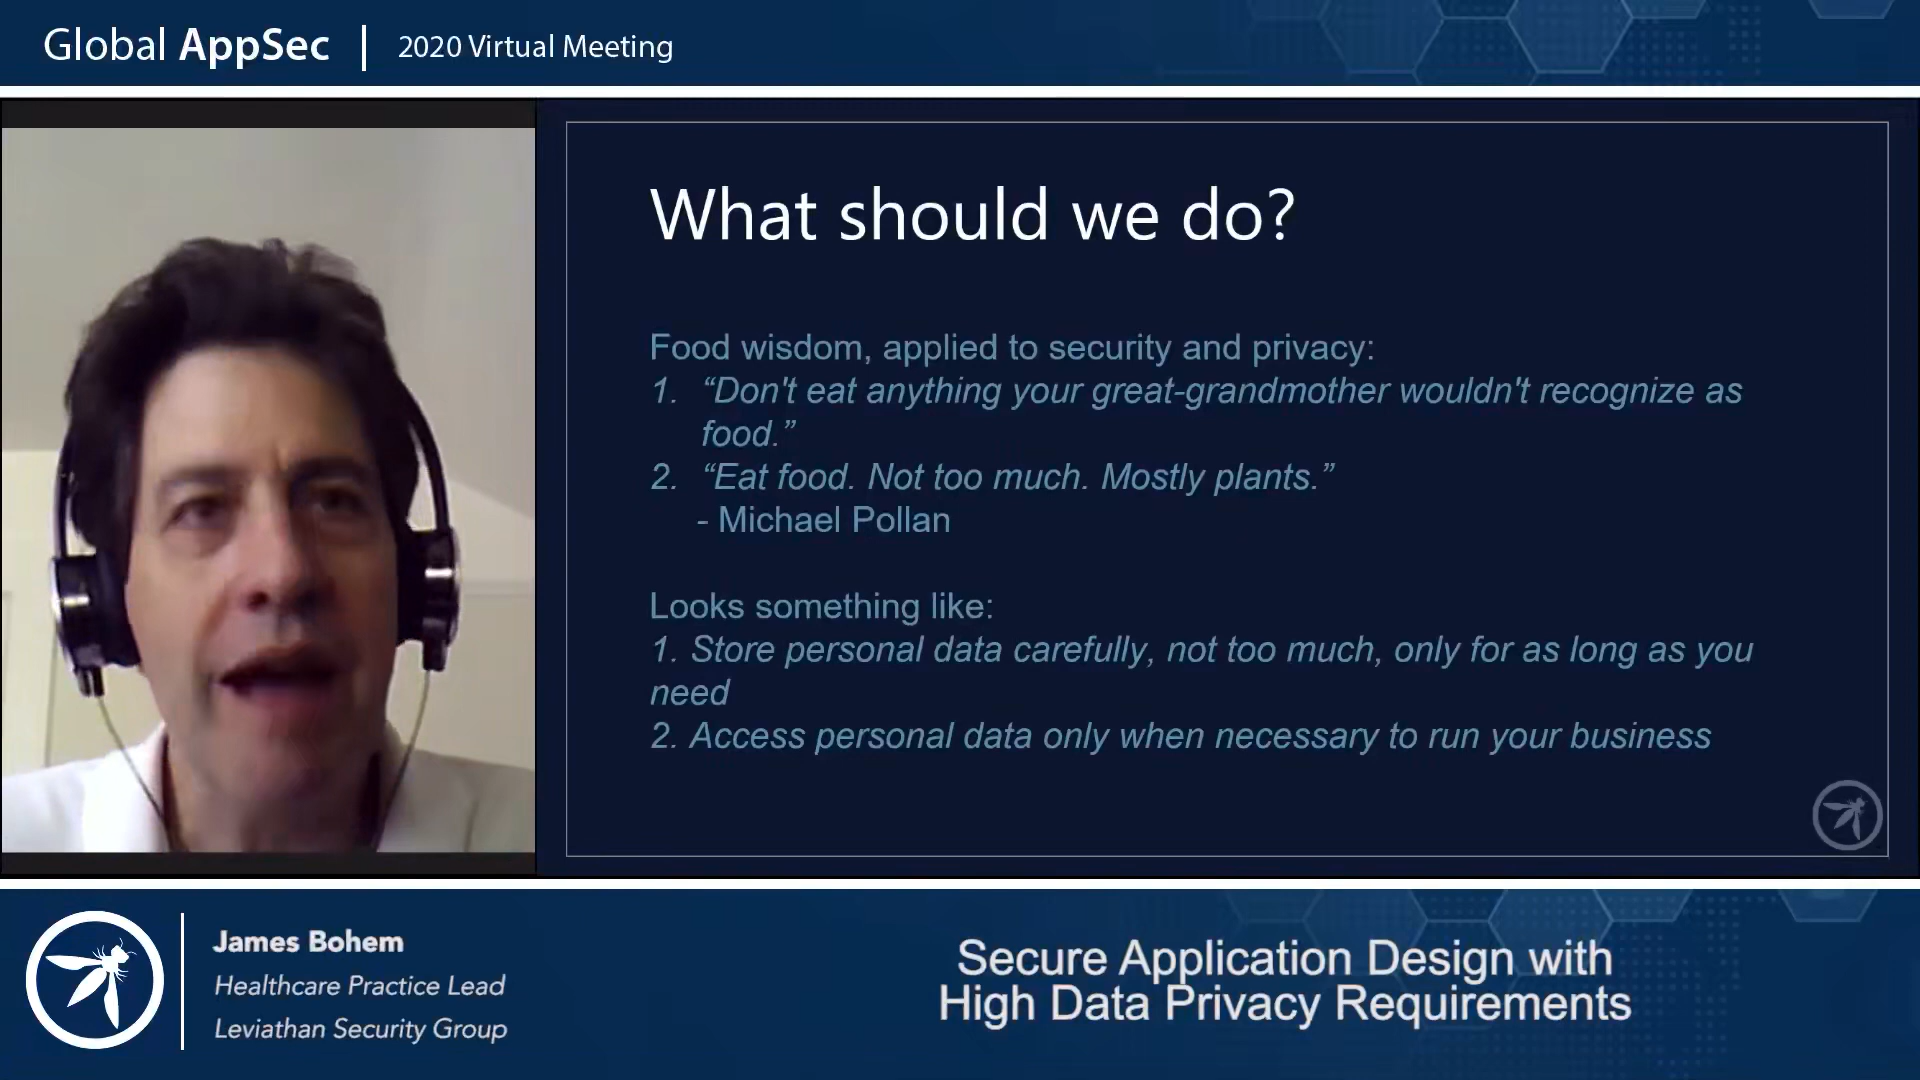 Global AppSec | 2020 Virtual Meeting
What should we do?
Food wisdom, applied to security and privacy:
1. “Don't eat anything your great-grandmother wouldn't recognize as
food.”
2. “Eat food. Not too much. Mostly plants.”
- Michael Pollan
Looks something like:
1. Store personal data carefully, not too much, only for as long as you
need
2. Access personal data only when necessary to run your business
James Bohem
Healthcare Practice Lead
Leviathan Security Group
Secure Application Design with
High Data Privacy Requirements